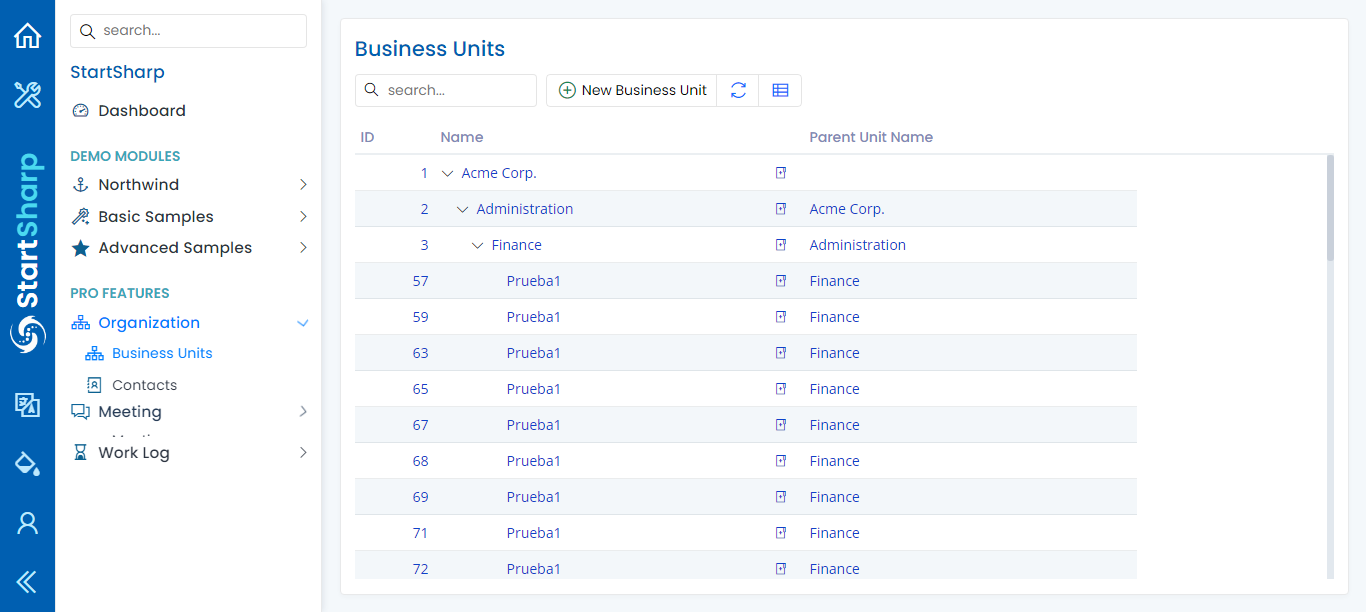 search...
StartSharp
Dashboard
DEMO MODULES
Northwind
Basic Samples
Advanced Samples
PRO FEATURES
Organization
Business Units
Contacts
Meeting
Work Log
StartSharp
Business Units
search...
New Business Unit
ID Name Parent Unit Name
1 Acme Corp.
2 Administration Acme Corp.
3 Finance Administration
57 Prueba1 Finance
59 Prueba1 Finance
63 Prueba1 Finance
65 Prueba1 Finance
67 Prueba1 Finance
68 Prueba1 Finance
69 Prueba1 Finance
71 Prueba1 Finance
72 Prueba1 Finance